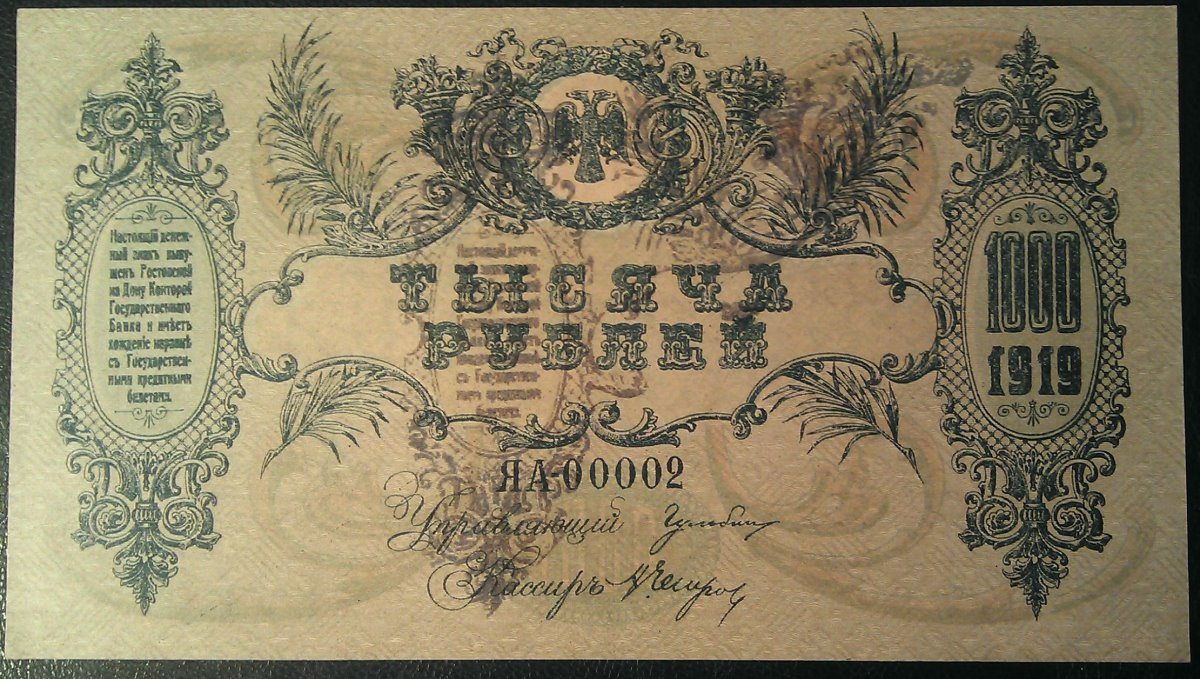 Настоящій денеж-
ный знакъ выпу-
щенъ Ростовской
на Дону Конторой
Государственнаго
Банка и имѣетъ
хожденіе наравнѣ
съ Государствен-
ными кредитными
билетами.
ТЫСЯЧА
РУБЛЕЙ
1000
1919
ЯА-00002
Управляющій
Кассиръ